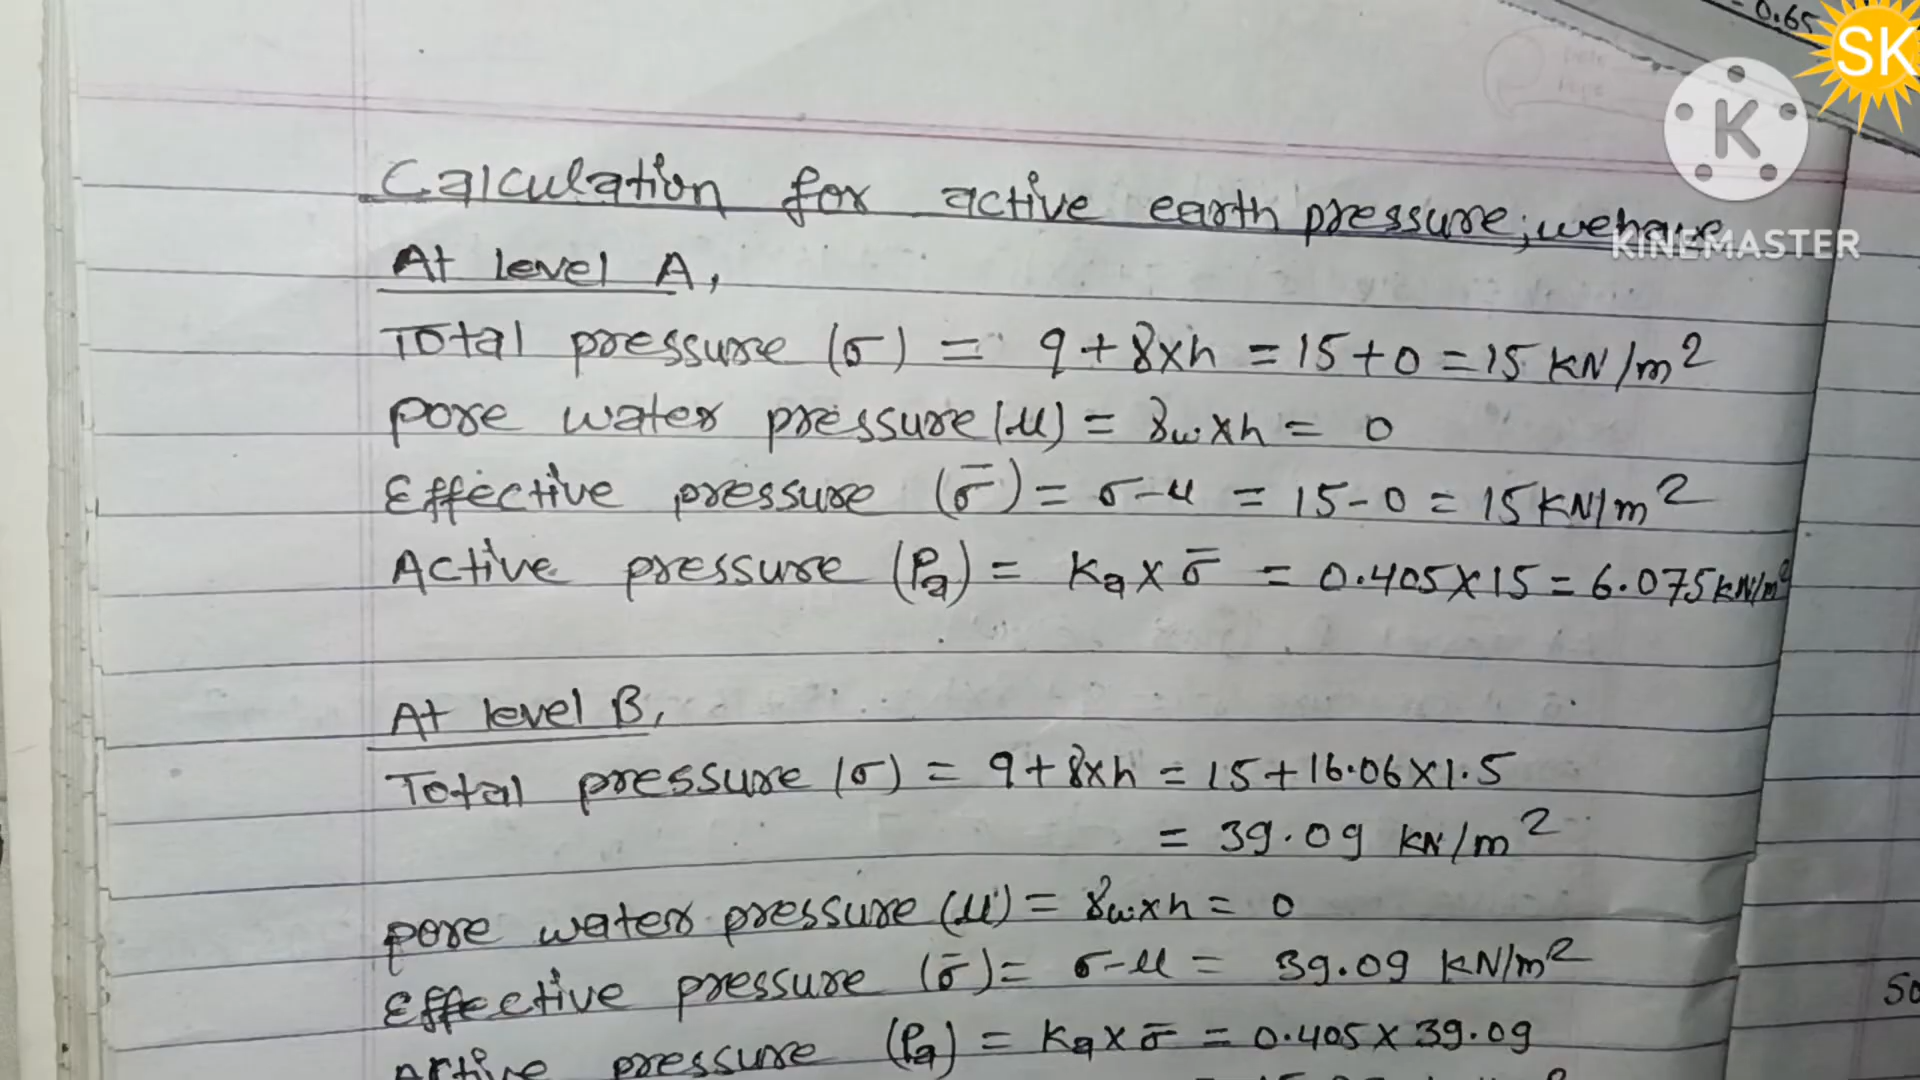 0.65
SK
K
KINEMASTER
Calculation for active earth pressure; we have
At level A,
Total pressure (σ) = q + γ×h = 15 + 0 = 15 KN/m²
pore water pressure (u) = γw×h = 0
Effective pressure (σ̄) = σ-u = 15-0 = 15 KN/m²
Active pressure (Pa) = Ka × σ̄ = 0.405×15 = 6.075 KN/m²
At level B,
Total pressure (σ) = q + γ×h = 15 + 16.06×1.5
= 39.09 KN/m²
pore water pressure (u) = γw×h = 0
Effective pressure (σ̄) = σ-u = 39.09 KN/m²
So
Active pressure (Pa) = Ka × σ̄ = 0.405 × 39.09